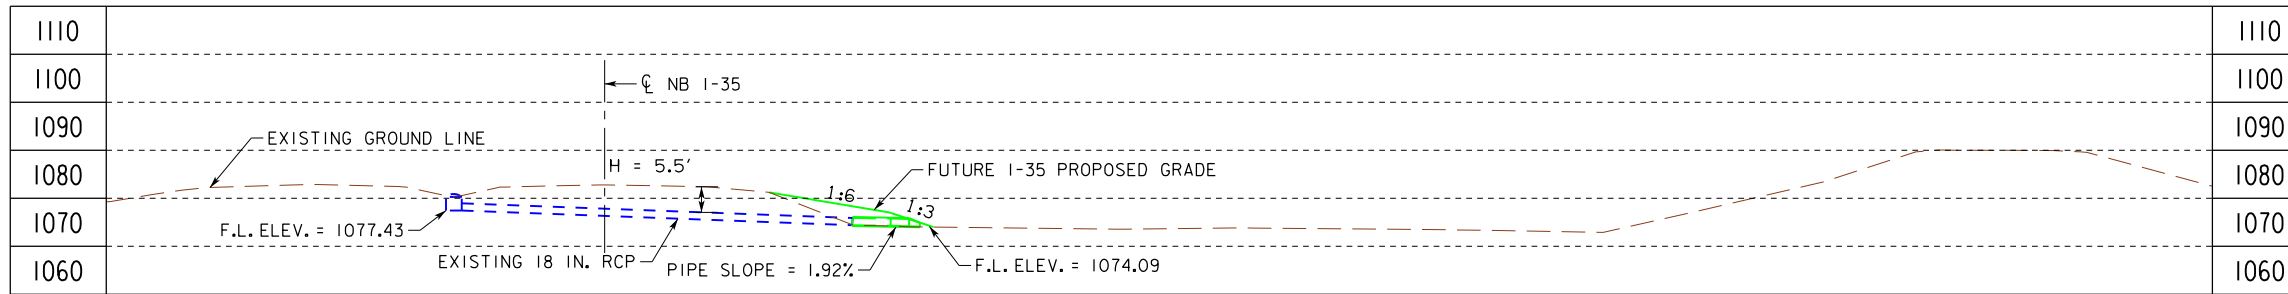 1110 1110
1100 ℄ NB I-35 1100
1090 EXISTING GROUND LINE 1090
1080 H = 5.5' FUTURE I-35 PROPOSED GRADE 1080
1:6
1:3
1070 F.L. ELEV. = 1077.43 1070
EXISTING 18 IN. RCP PIPE SLOPE = 1.92% F.L. ELEV. = 1074.09
1060 1060